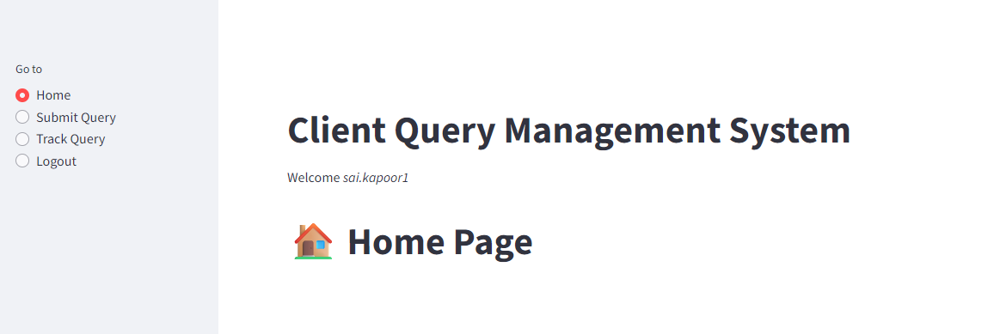 Go to
Home
Submit Query
Track Query
Logout
Client Query Management System
Welcome sai.kapoor1
Home Page